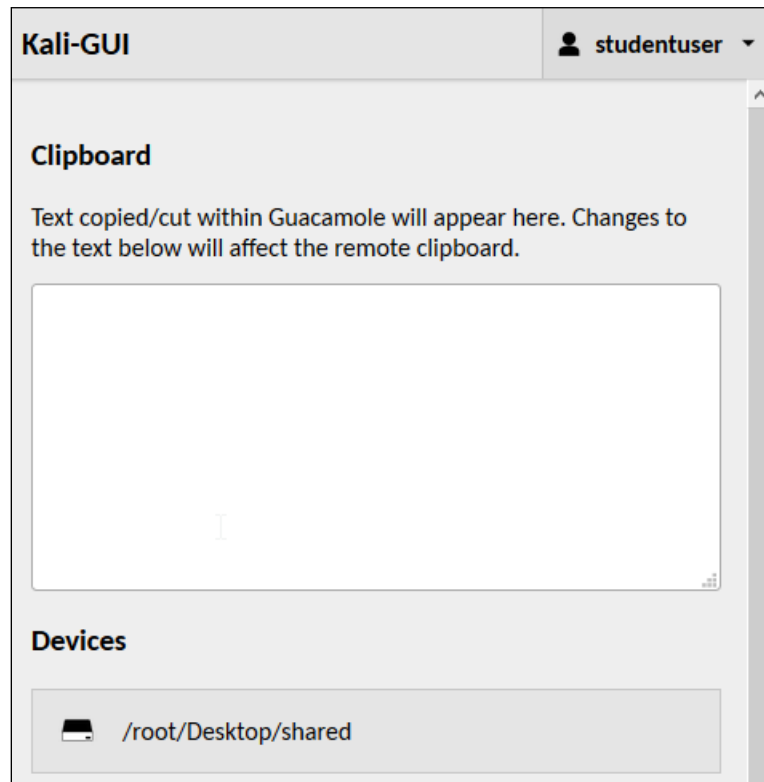 Kali-GUI
studentuser
Clipboard
Text copied/cut within Guacamole will appear here. Changes to
the text below will affect the remote clipboard.
Devices
/root/Desktop/shared